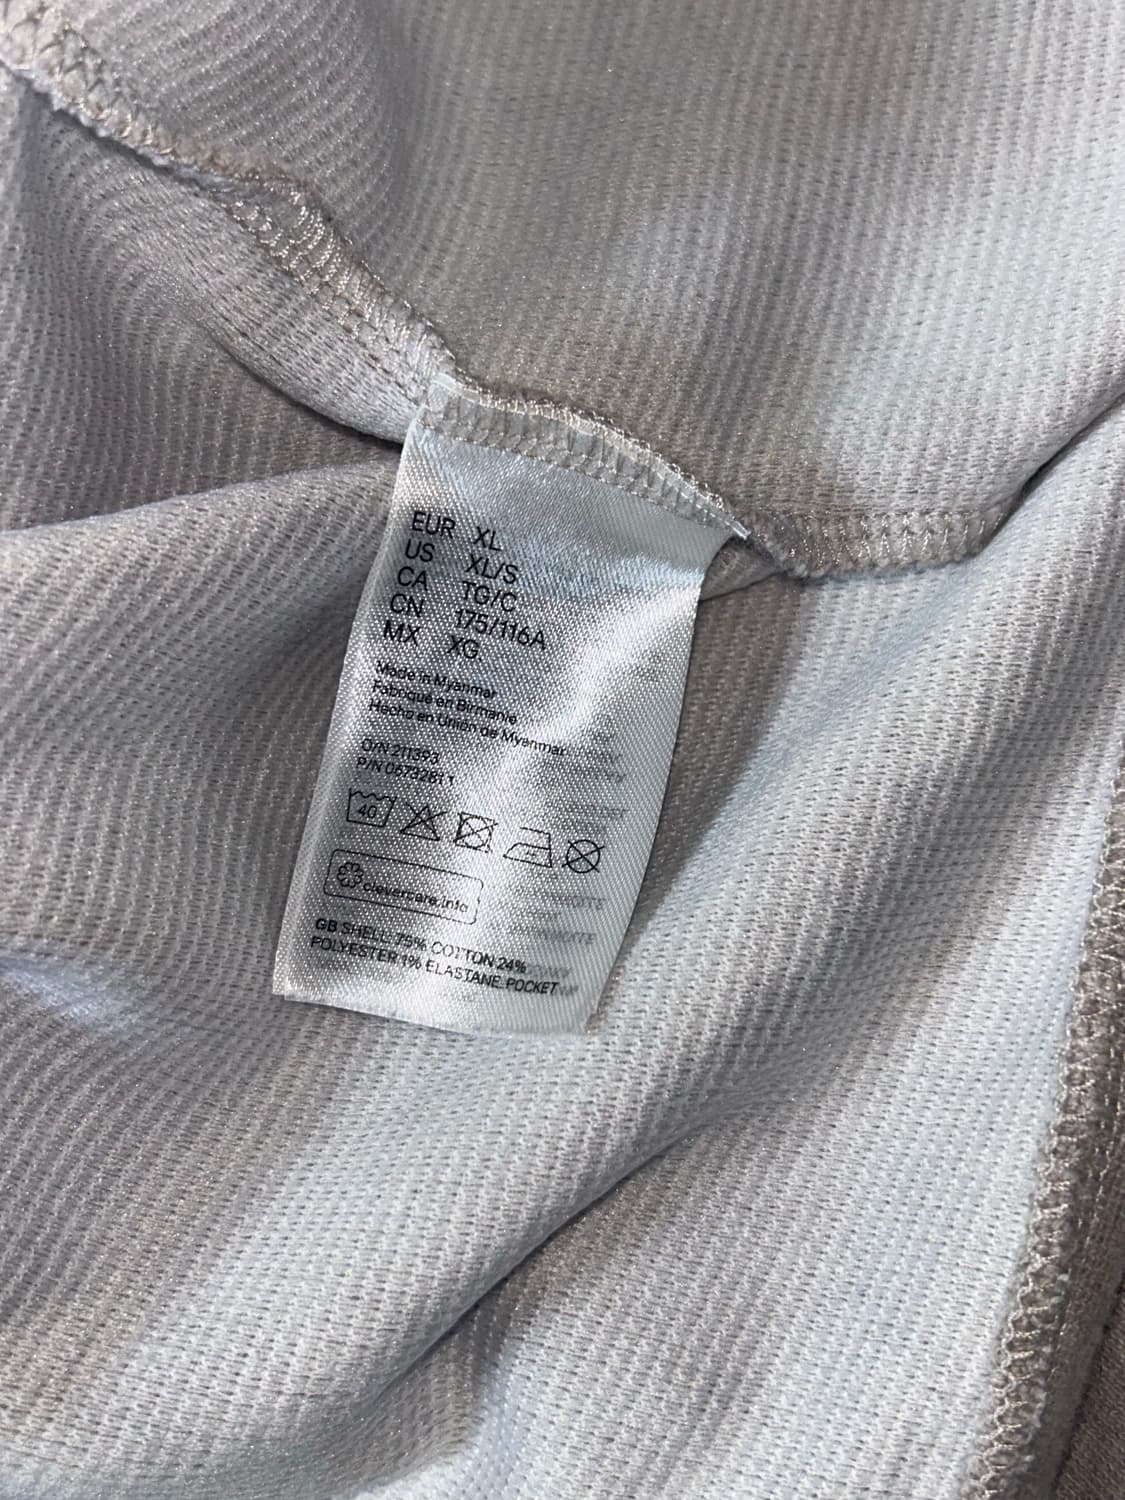 EUR XL
US XL/S
CA TG/C
CN 175/116A
MX XG
Made in Myanmar
Fabriqué en Birmanie
Hecho en Unión de Myanmar
O/N 211393
P/N
40
clevercare.info
GB SHELL: 75% COTTON 24%
POLYESTER 1% ELASTANE. POCKET